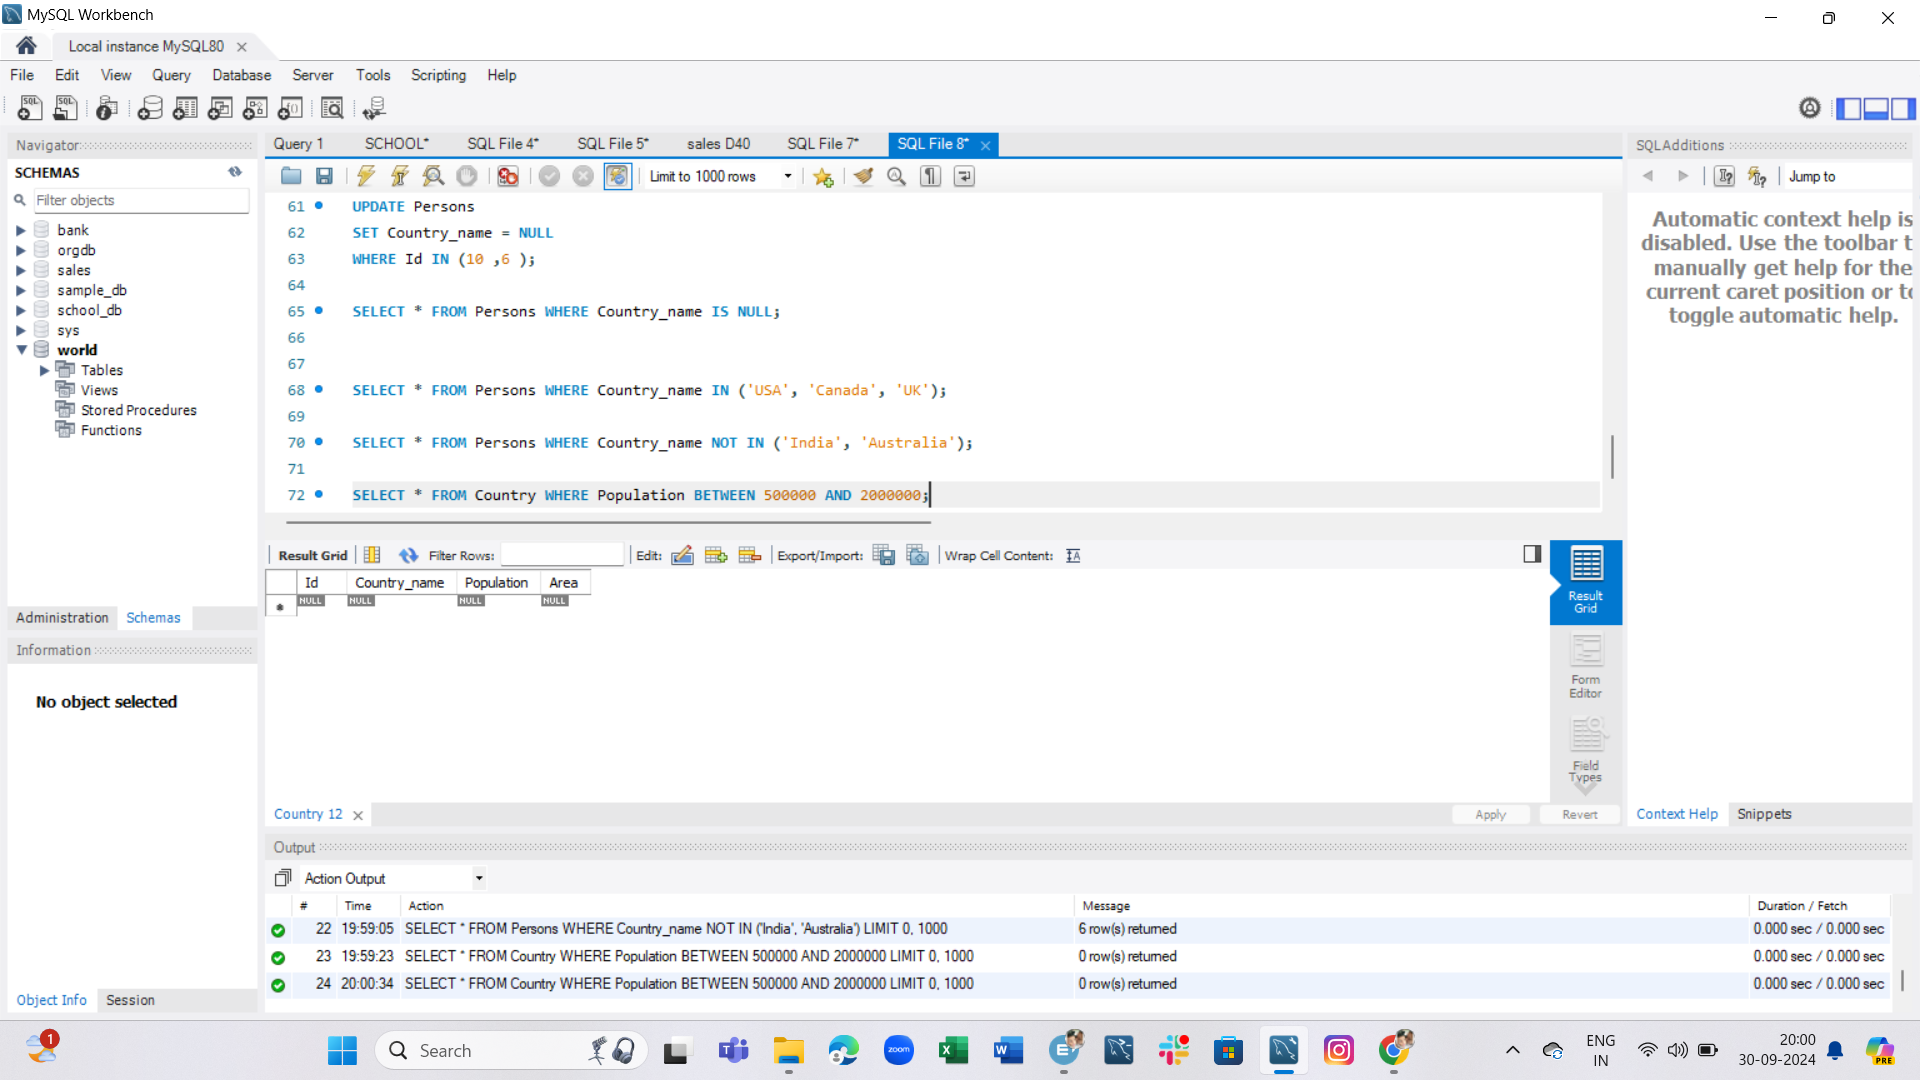 MySQL Workbench
Local instance MySQL80
File Edit View Query Database Server Tools Scripting Help
Navigator
SCHEMAS
Filter objects
bank
orgdb
sales
sample_db
school_db
sys
world
Tables
Views
Stored Procedures
Functions
Administration Schemas
Information
No object selected
Object Info Session
Query 1 SCHOOL* SQL File 4* SQL File 5* sales D40 SQL File 7* SQL File 8*
Limit to 1000 rows
61 UPDATE Persons
62 SET Country_name = NULL
63 WHERE Id IN (10 ,6 );
64
65 SELECT * FROM Persons WHERE Country_name IS NULL;
66
67
68 SELECT * FROM Persons WHERE Country_name IN ('USA', 'Canada', 'UK');
69
70 SELECT * FROM Persons WHERE Country_name NOT IN ('India', 'Australia');
71
72 SELECT * FROM Country WHERE Population BETWEEN 500000 AND 2000000;
Result Grid Filter Rows: Edit: Export/Import: Wrap Cell Content:
Id Country_name Population Area
NULL NULL NULL NULL
Result Grid
Form Editor
Field Types
Country 12
Apply Revert
SQLAdditions
Jump to
Automatic context help is
disabled. Use the toolbar t
manually get help for the
current caret position or to
toggle automatic help.
Context Help Snippets
Output
Action Output
# Time Action Message Duration / Fetch
22 19:59:05 SELECT * FROM Persons WHERE Country_name NOT IN ('India', 'Australia') LIMIT 0, 1000 6 row(s) returned 0.000 sec / 0.000 sec
23 19:59:23 SELECT * FROM Country WHERE Population BETWEEN 500000 AND 2000000 LIMIT 0, 1000 0 row(s) returned 0.000 sec / 0.000 sec
24 20:00:34 SELECT * FROM Country WHERE Population BETWEEN 500000 AND 2000000 LIMIT 0, 1000 0 row(s) returned 0.000 sec / 0.000 sec
1
Search
zoom
ENG
IN
20:00
30-09-2024
PRE